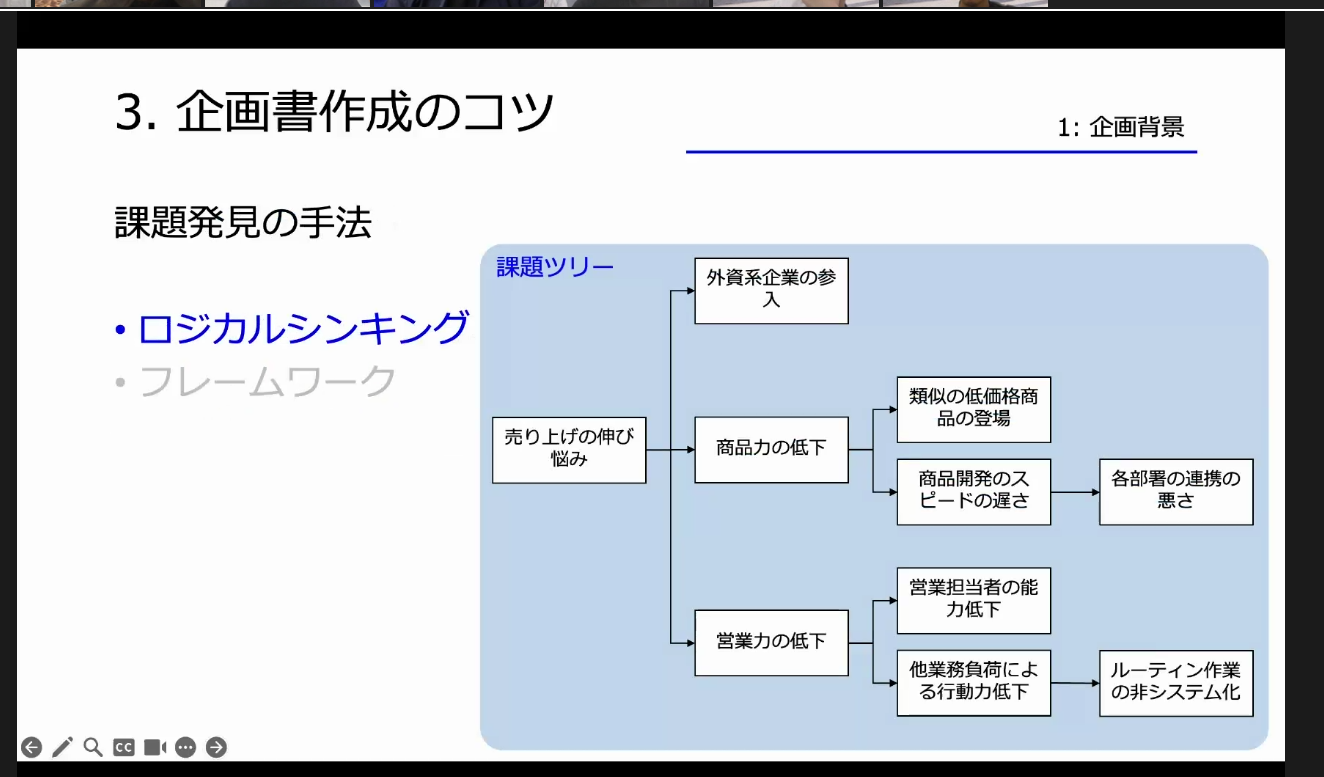 3. 企画書作成のコツ
1: 企画背景
課題発見の手法
• ロジカルシンキング
• フレームワーク
課題ツリー
外資系企業の参
入
売り上げの伸び
悩み
商品力の低下
類似の低価格商
品の登場
商品開発のス
ピードの遅さ
各部署の連携の
悪さ
営業力の低下
営業担当者の能
力低下
他業務負荷によ
る行動力低下
ルーティン作業
の非システム化
CC